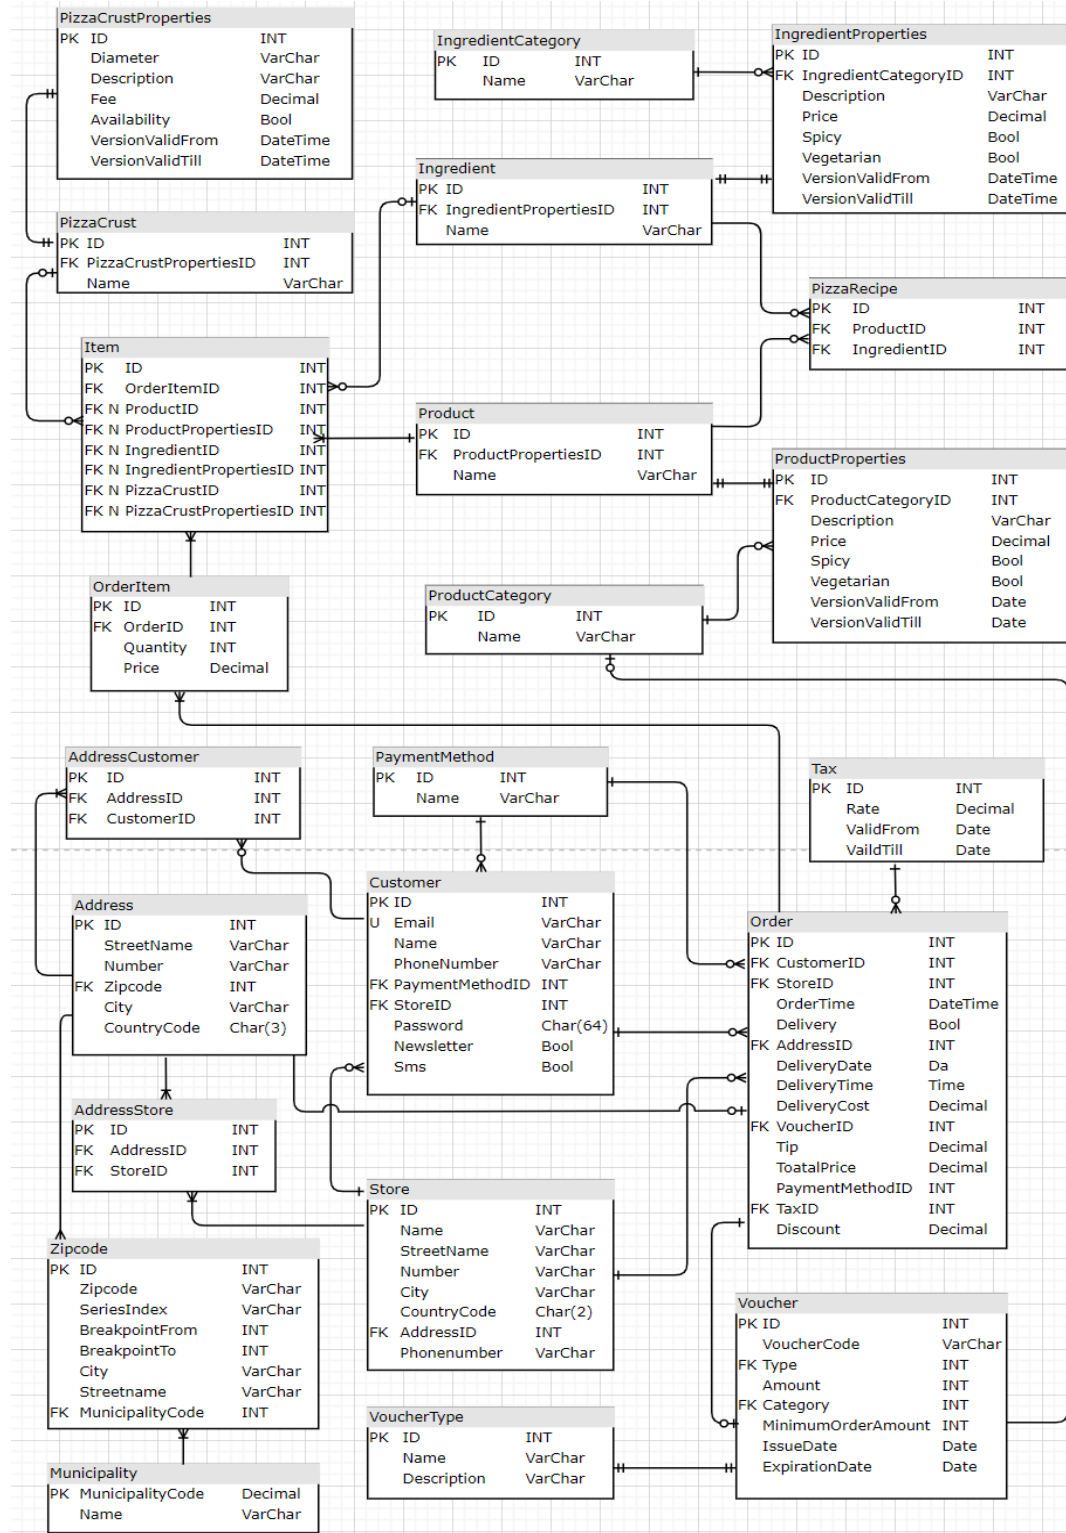 PizzaCrustProperties
PK ID INT
Diameter VarChar
Description VarChar
Fee Decimal
Availability Bool
VersionValidFrom DateTime
VersionValidTill DateTime
IngredientCategory
PK ID INT
Name VarChar
IngredientProperties
PK ID INT
FK IngredientCategoryID INT
Description VarChar
Price Decimal
Spicy Bool
Vegetarian Bool
VersionValidFrom DateTime
VersionValidTill DateTime
Ingredient
PK ID INT
FK IngredientPropertiesID INT
Name VarChar
PizzaCrust
PK ID INT
FK PizzaCrustPropertiesID INT
Name VarChar
PizzaRecipe
PK ID INT
FK ProductID INT
FK IngredientID INT
Item
PK ID INT
FK OrderItemID INT
FK N ProductID INT
FK N ProductPropertiesID INT
FK N IngredientID INT
FK N IngredientPropertiesID INT
FK N PizzaCrustID INT
FK N PizzaCrustPropertiesID INT
Product
PK ID INT
FK ProductPropertiesID INT
Name VarChar
ProductProperties
PK ID INT
FK ProductCategoryID INT
Description VarChar
Price Decimal
Spicy Bool
Vegetarian Bool
VersionValidFrom Date
VersionValidTill Date
OrderItem
PK ID INT
FK OrderID INT
Quantity INT
Price Decimal
ProductCategory
PK ID INT
Name VarChar
AddressCustomer
PK ID INT
FK AddressID INT
FK CustomerID INT
PaymentMethod
PK ID INT
Name VarChar
Tax
PK ID INT
Rate Decimal
ValidFrom Date
VaildTill Date
Customer
PK ID INT
U Email VarChar
Name VarChar
PhoneNumber VarChar
FK PaymentMethodID INT
FK StoreID INT
Password Char(64)
Newsletter Bool
Sms Bool
Address
PK ID INT
StreetName VarChar
Number VarChar
FK Zipcode INT
City VarChar
CountryCode Char(3)
Order
PK ID INT
FK CustomerID INT
FK StoreID INT
OrderTime DateTime
Delivery Bool
FK AddressID INT
DeliveryDate Da
DeliveryTime Time
DeliveryCost Decimal
FK VoucherID INT
Tip Decimal
ToatalPrice Decimal
PaymentMethodID INT
FK TaxID INT
Discount Decimal
AddressStore
PK ID INT
FK AddressID INT
FK StoreID INT
Store
PK ID INT
Name VarChar
StreetName VarChar
Number VarChar
City VarChar
CountryCode Char(2)
FK AddressID INT
Phonenumber VarChar
Zipcode
PK ID INT
Zipcode VarChar
SeriesIndex VarChar
BreakpointFrom INT
BreakpointTo INT
City VarChar
Streetname VarChar
FK MunicipalityCode INT
Voucher
PK ID INT
VoucherCode VarChar
FK Type INT
Amount INT
FK Category INT
MinimumOrderAmount INT
IssueDate Date
ExpirationDate Date
VoucherType
PK ID INT
Name VarChar
Description VarChar
Municipality
PK MunicipalityCode Decimal
Name VarChar